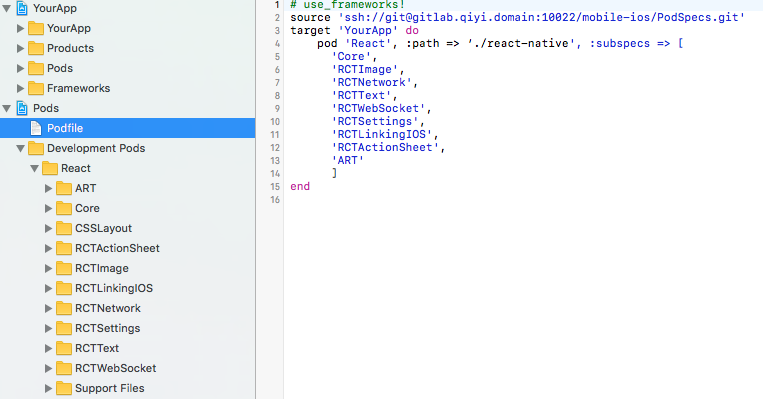 YourApp
YourApp
Products
Pods
Frameworks
Pods
Podfile
Development Pods
React
ART
Core
CSSLayout
RCTActionSheet
RCTImage
RCTLinkingIOS
RCTNetwork
RCTSettings
RCTText
RCTWebSocket
Support Files
1 # use_frameworks!
2 source 'ssh://git@gitlab.qiyi.domain:10022/mobile-ios/PodSpecs.git'
3 target 'YourApp' do
4 pod 'React', :path => ‘./react-native', :subspecs => [
5 'Core',
6 'RCTImage',
7 'RCTNetwork',
8 'RCTText',
9 'RCTWebSocket',
10 'RCTSettings',
11 'RCTLinkingIOS',
12 'RCTActionSheet',
13 'ART'
14 ]
15 end
16